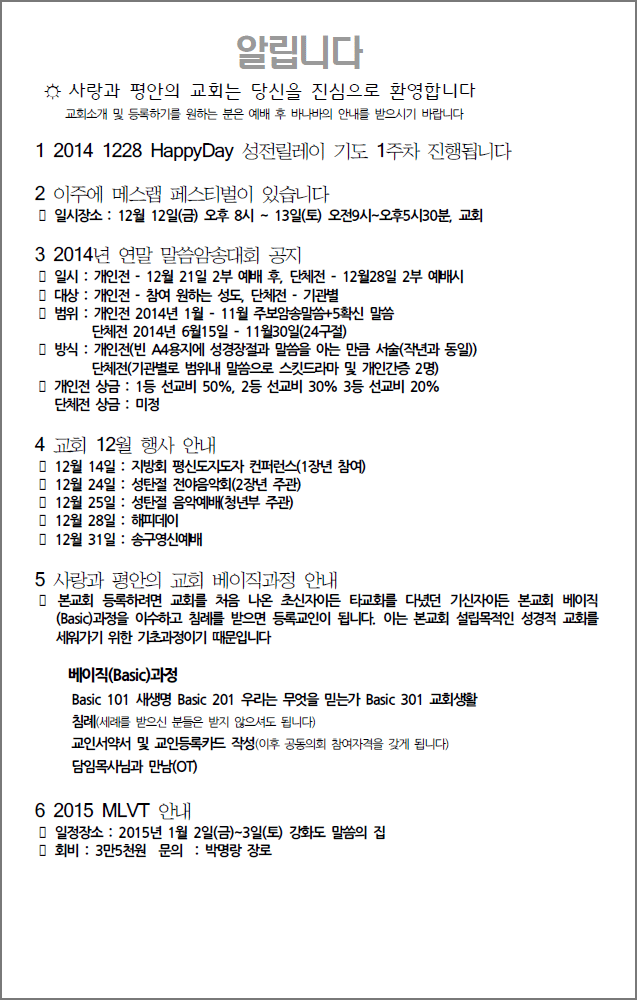 알립니다
☼ 사랑과 평안의 교회는 당신을 진심으로 환영합니다
교회소개 및 등록하기를 원하는 분은 예배 후 바나바의 안내를 받으시기 바랍니다
1 2014 1228 HappyDay 성전릴레이 기도 1주차 진행됩니다
2 이주에 메스랩 페스티벌이 있습니다
▯ 일시장소 : 12월 12일(금) 오후 8시 ~ 13일(토) 오전9시~오후5시30분, 교회
3 2014년 연말 말씀암송대회 공지
▯ 일시 : 개인전 - 12월 21일 2부 예배 후, 단체전 - 12월28일 2부 예배시
▯ 대상 : 개인전 - 참여 원하는 성도, 단체전 - 기관별
▯ 범위 : 개인전 2014년 1월 - 11월 주보암송말씀+5확신 말씀
단체전 2014년 6월15일 - 11월30일(24구절)
▯ 방식 : 개인전(빈 A4용지에 성경장절과 말씀을 아는 만큼 서술(작년과 동일))
단체전(기관별로 범위내 말씀으로 스킷드라마 및 개인간증 2명)
▯ 개인전 상금 : 1등 선교비 50%, 2등 선교비 30% 3등 선교비 20%
단체전 상금 : 미정
4 교회 12월 행사 안내
▯ 12월 14일 : 지방회 평신도지도자 컨퍼런스(1장년 참여)
▯ 12월 24일 : 성탄절 전야음악회(2장년 주관)
▯ 12월 25일 : 성탄절 음악예배(청년부 주관)
▯ 12월 28일 : 해피데이
▯ 12월 31일 : 송구영신예배
5 사랑과 평안의 교회 베이직과정 안내
▯ 본교회 등록하려면 교회를 처음 나온 초신자이든 타교회를 다녔던 기신자이든 본교회 베이직
(Basic)과정을 이수하고 침례를 받으면 등록교인이 됩니다. 이는 본교회 설립목적인 성경적 교회를
세워가기 위한 기초과정이기 때문입니다
베이직(Basic)과정
Basic 101 새생명 Basic 201 우리는 무엇을 믿는가 Basic 301 교회생활
침례(세례를 받으신 분들은 받지 않으셔도 됩니다)
교인서약서 및 교인등록카드 작성(이후 공동의회 참여자격을 갖게 됩니다)
담임목사님과 만남(OT)
6 2015 MLVT 안내
▯ 일정장소 : 2015년 1월 2일(금)~3일(토) 강화도 말씀의 집
▯ 회비 : 3만5천원 문의 : 박명랑 장로